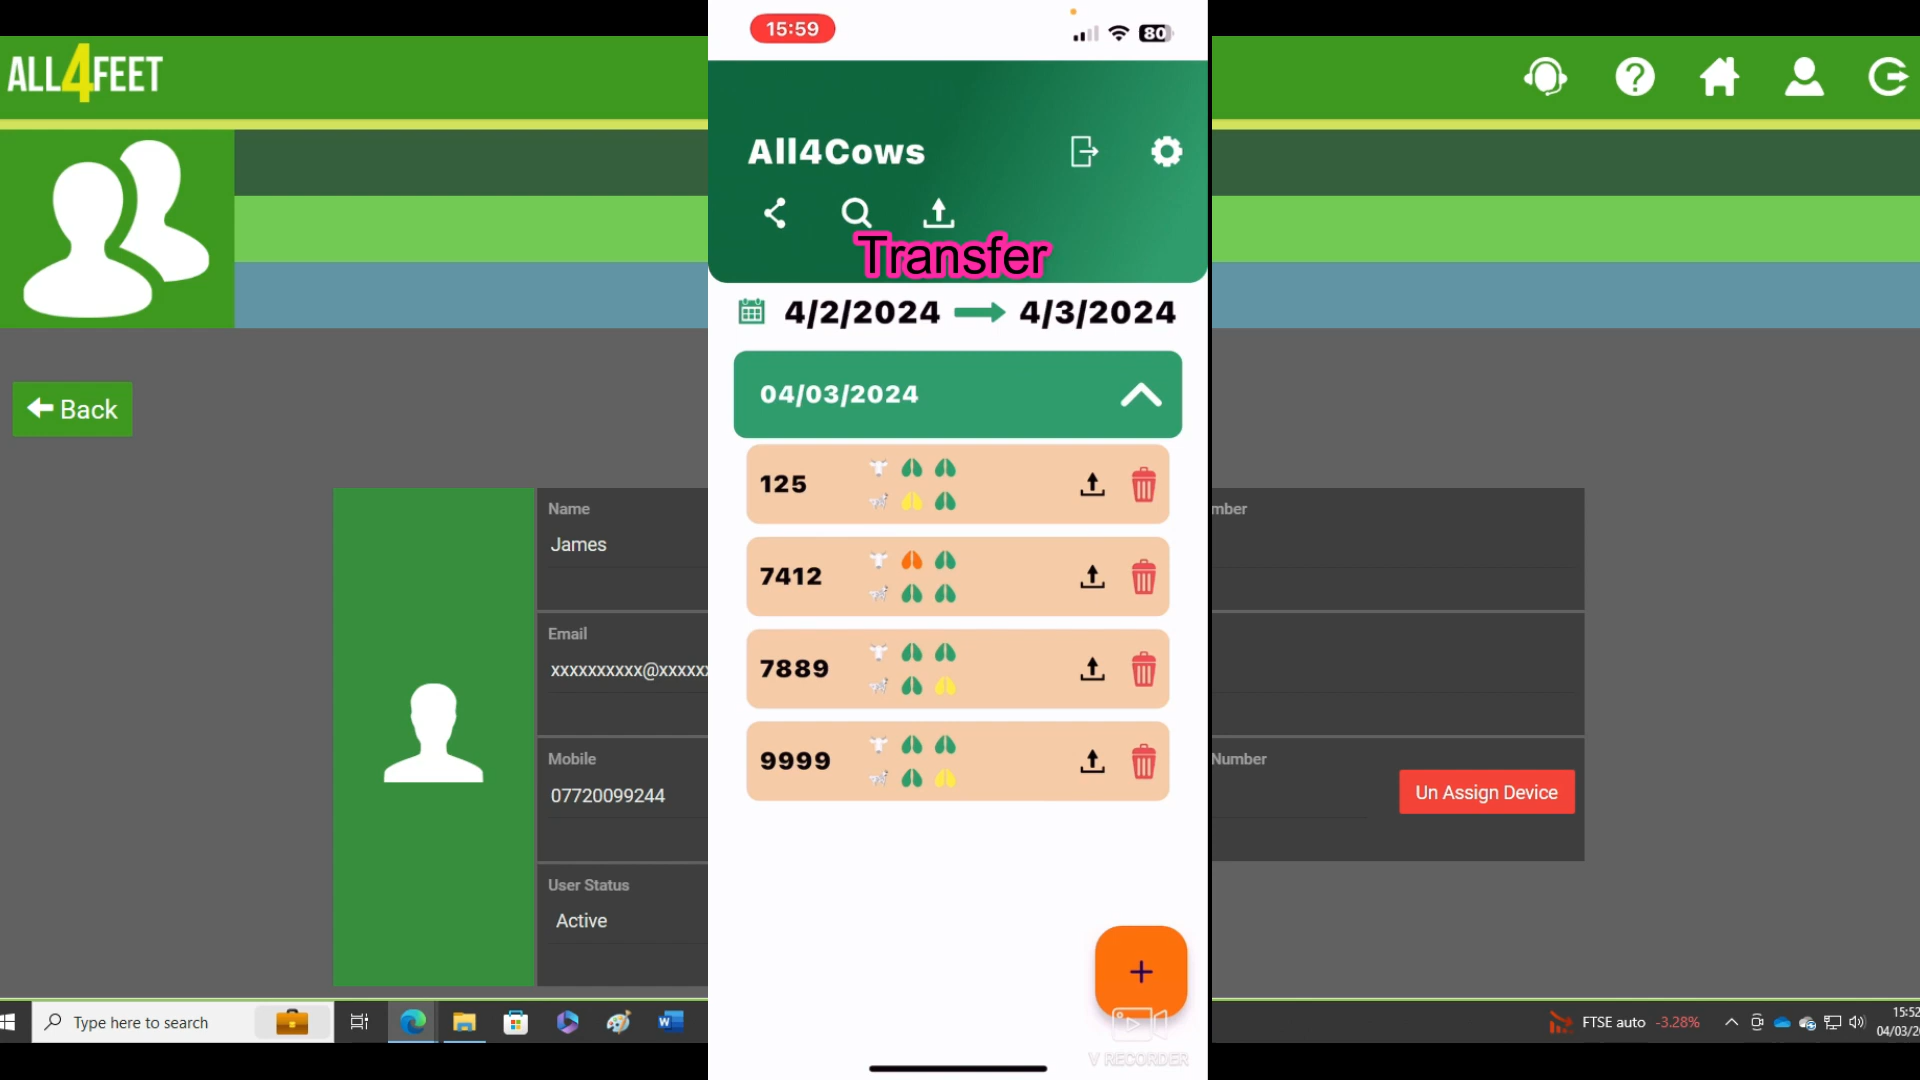 ALL4FEET
Back
Name
James
Email
xxxxxxxxxx@xxxxxx
Mobile
07720099244
User Status
Active
15:59
80
All4Cows
Transfer
4/2/2024
4/3/2024
04/03/2024
125
7412
7889
9999
+
V RECORDER
mber
Number
Un Assign Device
Type here to search
FTSE auto -3.28%
15:52
04/03/20